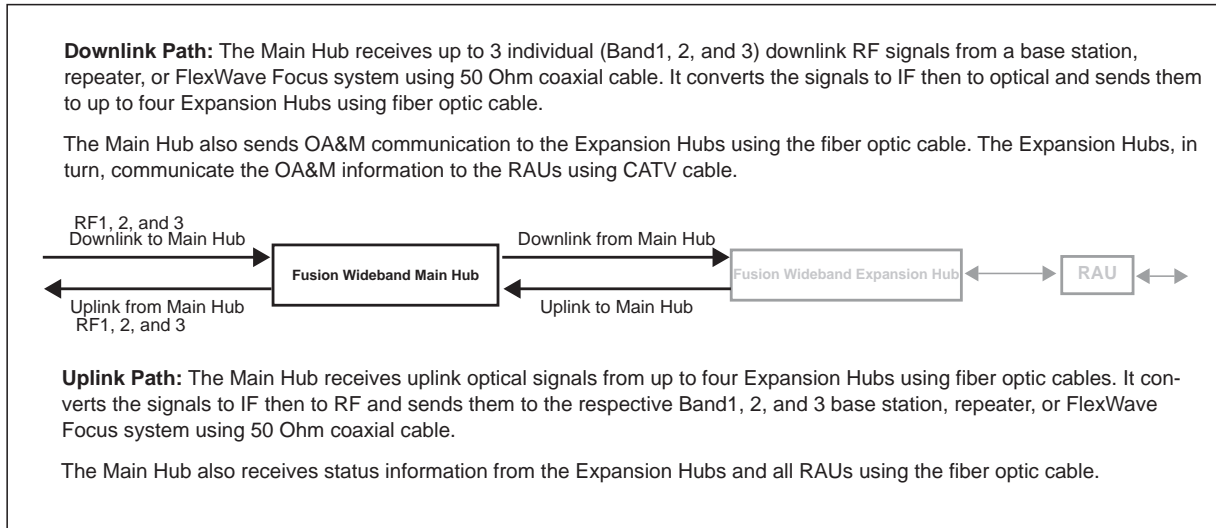 Downlink Path: The Main Hub receives up to 3 individual (Band1, 2, and 3) downlink RF signals from a base station,
repeater, or FlexWave Focus system using 50 Ohm coaxial cable. It converts the signals to IF then to optical and sends them
to up to four Expansion Hubs using fiber optic cable.
The Main Hub also sends OA&M communication to the Expansion Hubs using the fiber optic cable. The Expansion Hubs, in
turn, communicate the OA&M information to the RAUs using CATV cable.
RF1, 2, and 3
Downlink to Main Hub
Downlink from Main Hub
Fusion Wideband Main Hub
Fusion Wideband Expansion Hub
RAU
Uplink from Main Hub
Uplink to Main Hub
RF1, 2, and 3
Uplink Path: The Main Hub receives uplink optical signals from up to four Expansion Hubs using fiber optic cables. It con-
verts the signals to IF then to RF and sends them to the respective Band1, 2, and 3 base station, repeater, or FlexWave
Focus system using 50 Ohm coaxial cable.
The Main Hub also receives status information from the Expansion Hubs and all RAUs using the fiber optic cable.